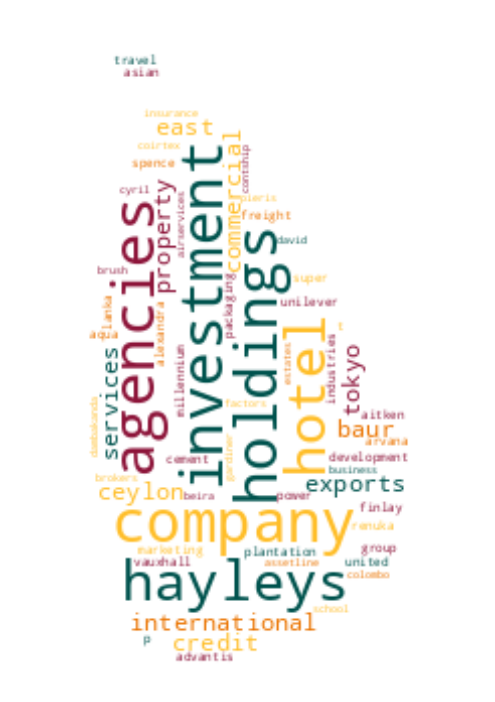 travel
asian
insurance
east
coirtex
commercial
investment
contship
spence
cyril
property
airservices
pieris
agencies
freight
holdings
david
brush
packaging
super
lanka
unilever
alexandra
aqua
hotel
t
industries
services
millennium
estates
tokyo
dambakanda
factors
aitken
baur
arvana
gardiner
cement
development
business
brokers
exports
ceylon
beira
power
company
finlay
renuka
marketing
plantation
group
vauxhall
assetline
united
hayleys
colombo
school
international
p
credit
advantis